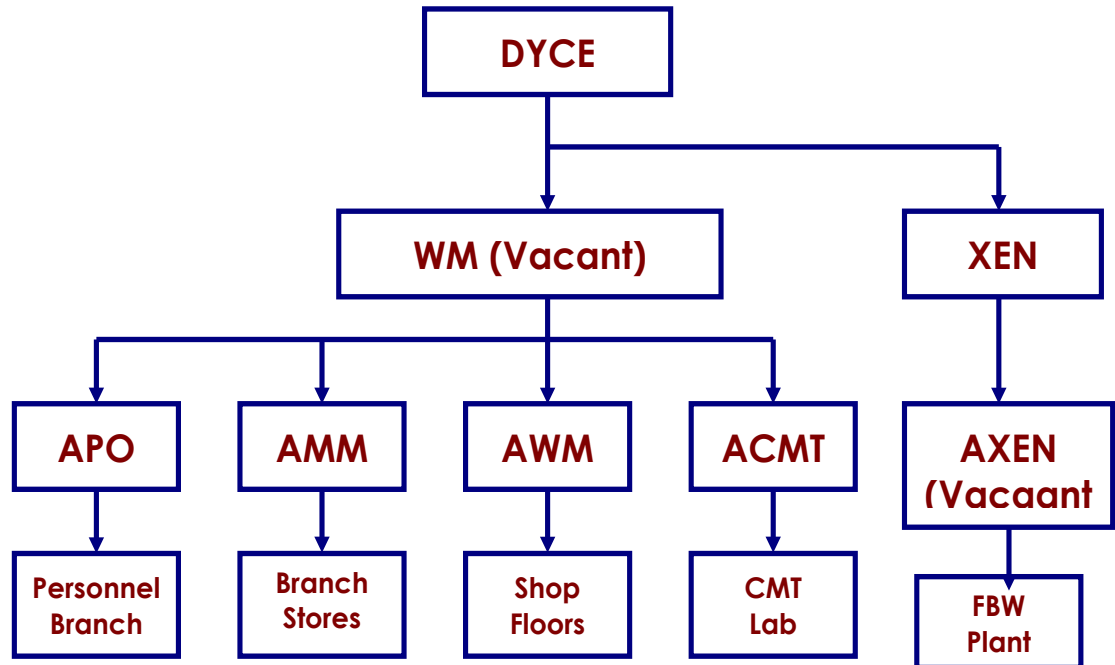 DYCE
WM (Vacant)
XEN
APO
AMM
AWM
ACMT
AXEN
(Vacaant
Personnel
Branch
Branch
Stores
Shop
Floors
CMT
Lab
FBW
Plant